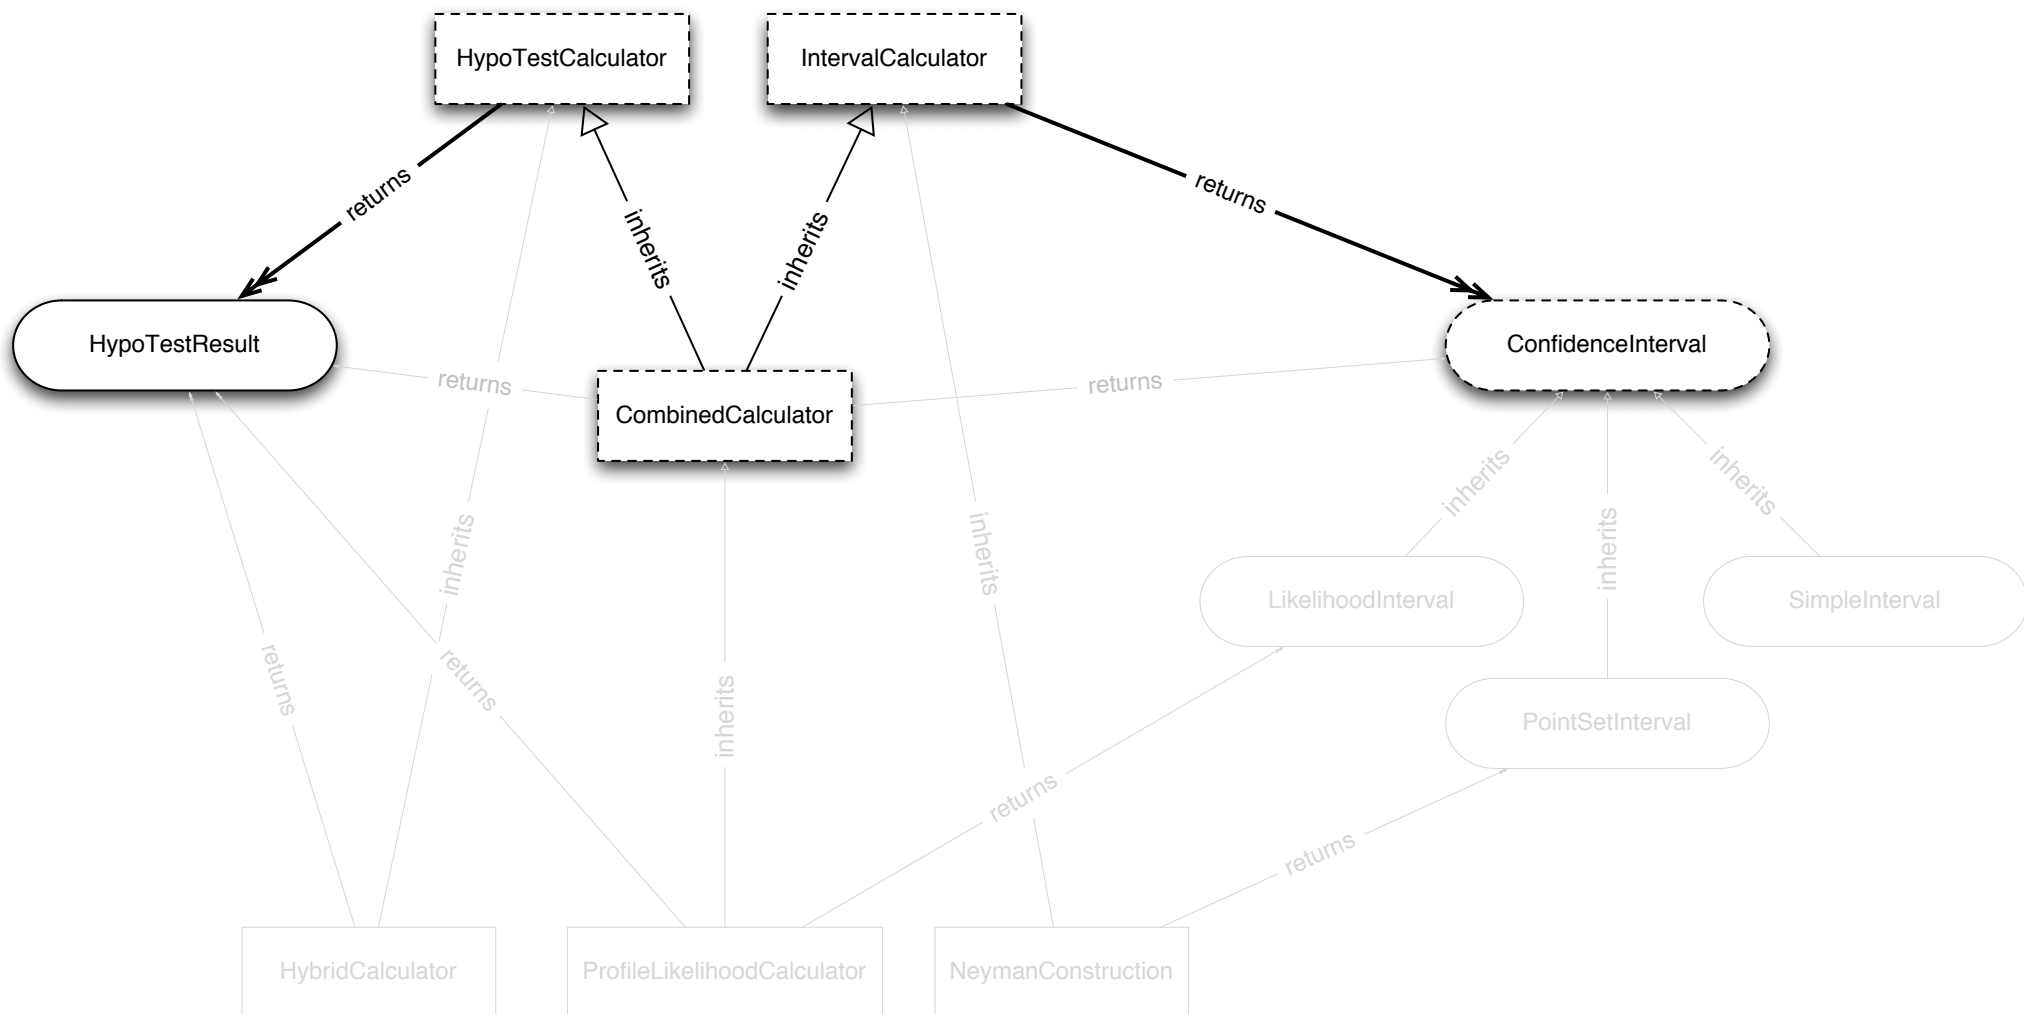 HypoTestCalculator
IntervalCalculator
returns
returns
inherits
inherits
HypoTestResult
ConfidenceInterval
returns
returns
CombinedCalculator
inherits
inherits
inherits
inherits
inherits
LikelihoodInterval
SimpleInterval
returns
returns
inherits
PointSetInterval
returns
returns
HybridCalculator
ProfileLikelihoodCalculator
NeymanConstruction